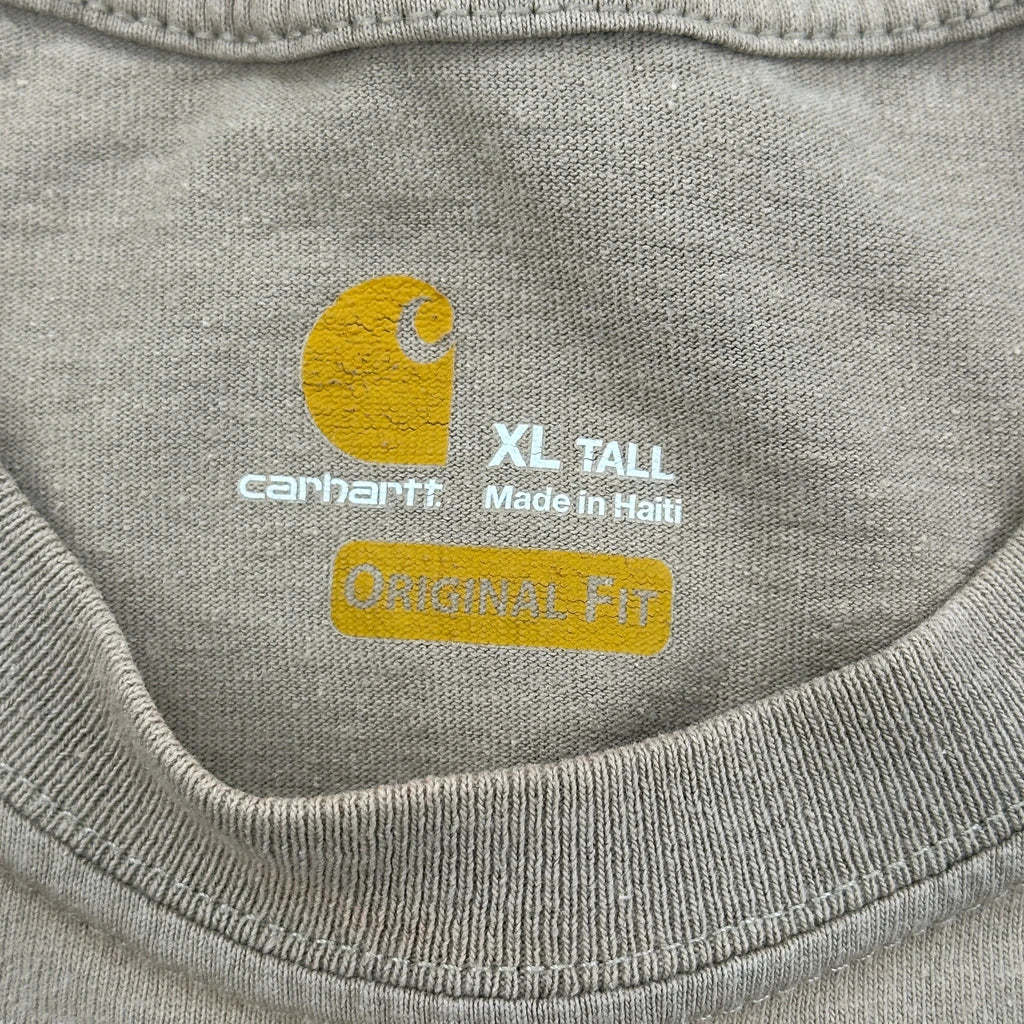 carhartt
XL TALL
Made in Haiti
ORIGINAL FIT